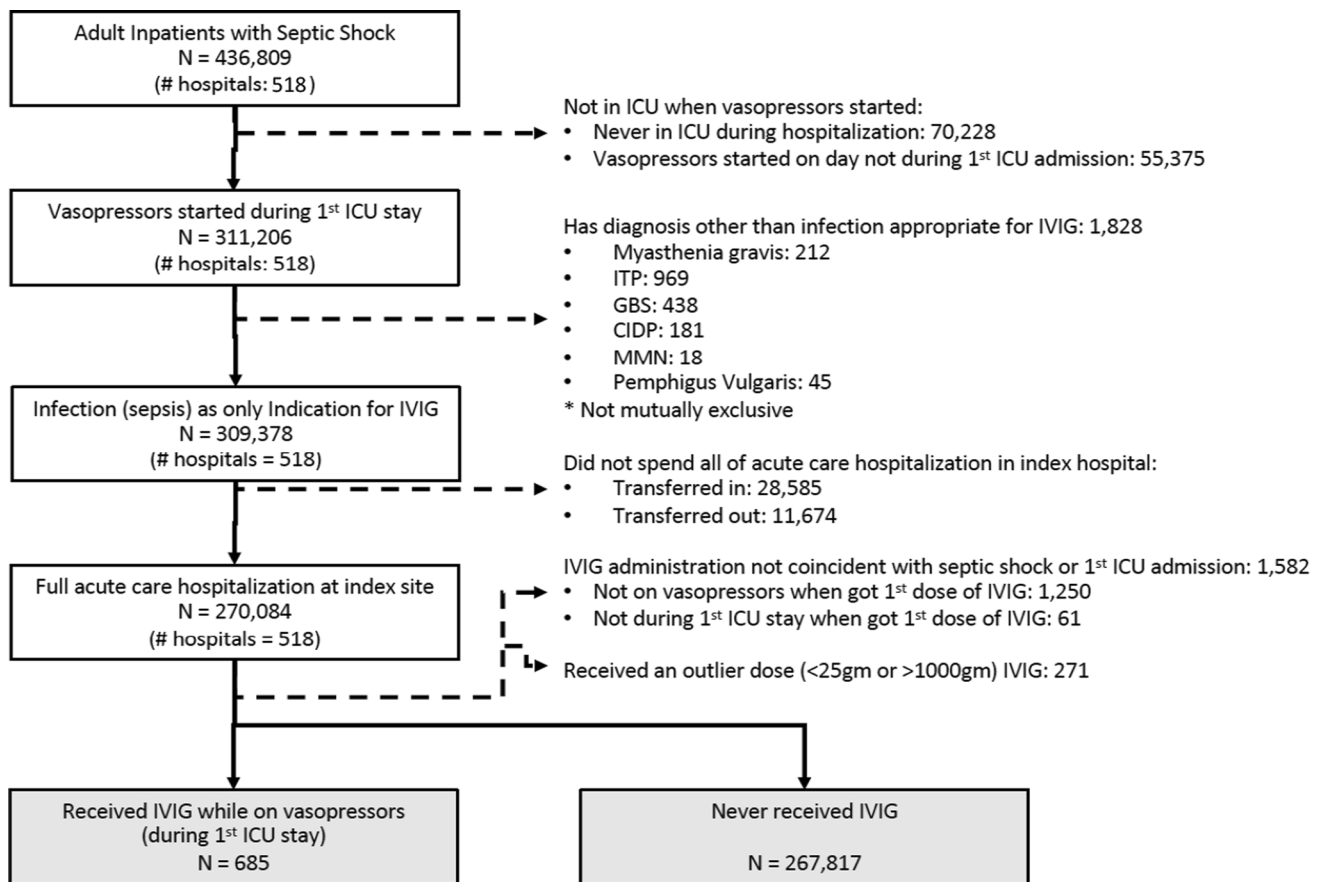 Adult Inpatients with Septic Shock
N = 436,809
(# hospitals: 518)
Not in ICU when vasopressors started:
• Never in ICU during hospitalization: 70,228
• Vasopressors started on day not during 1st ICU admission: 55,375
Vasopressors started during 1st ICU stay
N = 311,206
(# hospitals: 518)
Has diagnosis other than infection appropriate for IVIG: 1,828
• Myasthenia gravis: 212
• ITP: 969
• GBS: 438
• CIDP: 181
• MMN: 18
• Pemphigus Vulgaris: 45
* Not mutually exclusive
Infection (sepsis) as only Indication for IVIG
N = 309,378
(# hospitals = 518)
Did not spend all of acute care hospitalization in index hospital:
• Transferred in: 28,585
• Transferred out: 11,674
Full acute care hospitalization at index site
N = 270,084
(# hospitals = 518)
IVIG administration not coincident with septic shock or 1st ICU admission: 1,582
• Not on vasopressors when got 1st dose of IVIG: 1,250
• Not during 1st ICU stay when got 1st dose of IVIG: 61
Received an outlier dose (<25gm or >1000gm) IVIG: 271
Received IVIG while on vasopressors
(during 1st ICU stay)
N = 685
Never received IVIG
N = 267,817